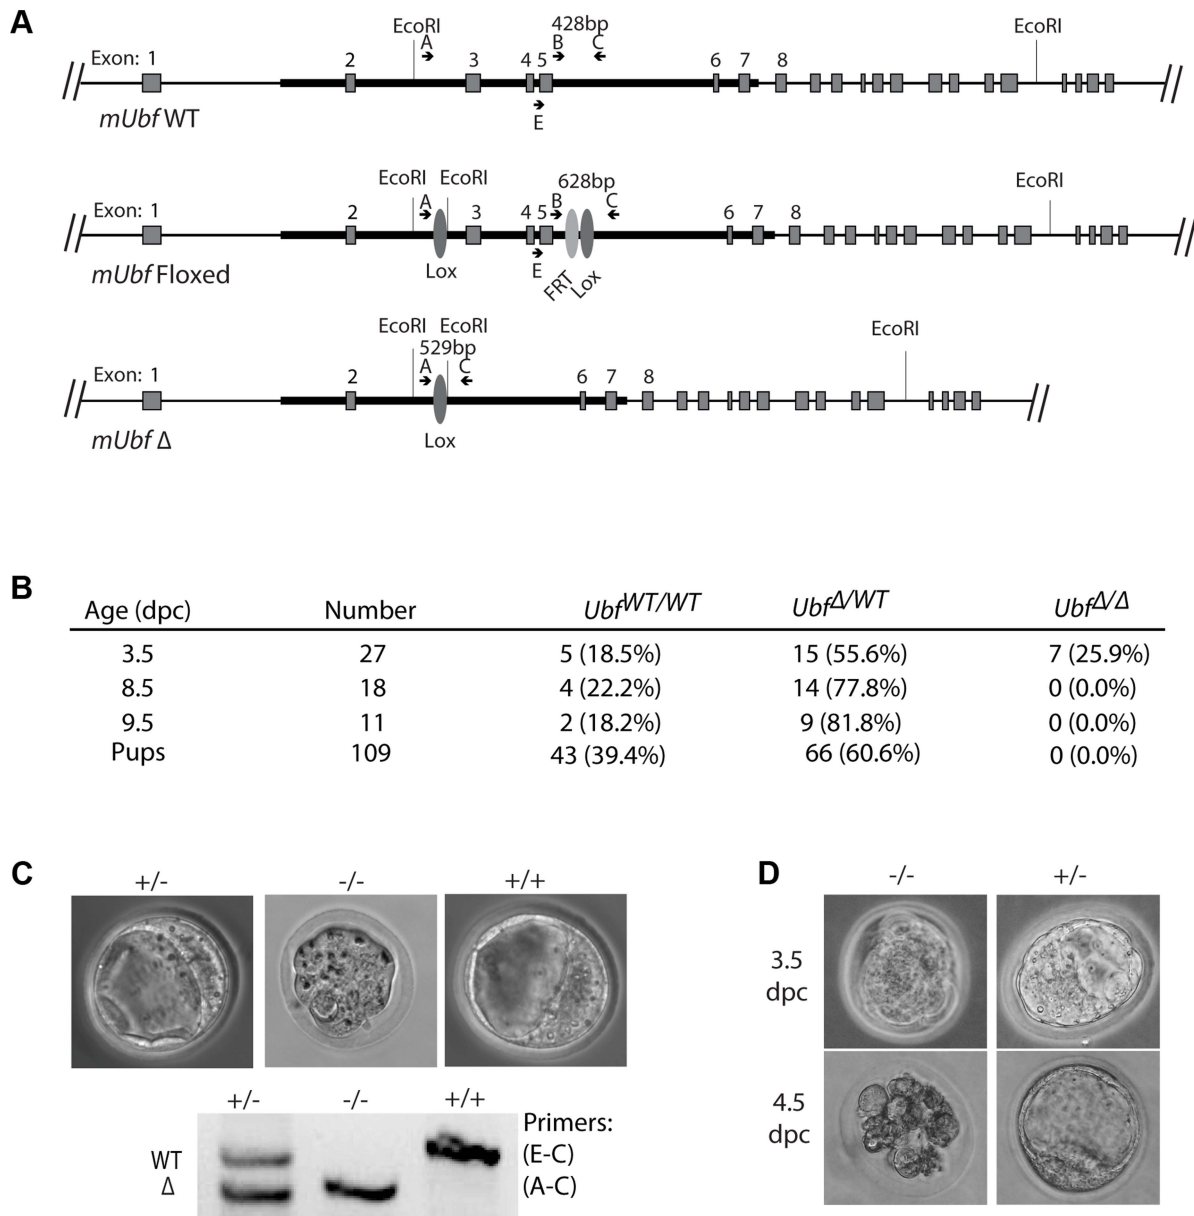 A
428bp
EcoRI A B C EcoRI
Exon: 1 2 3 4 5 6 7 8
E
mUbf WT
628bp
EcoRI EcoRI A B C EcoRI
Exon: 1 2 3 4 5 6 7 8
E
Lox FRT Lox
mUbf Floxed
EcoRI EcoRI EcoRI
529bp
A C
Exon: 1 2 6 7 8
Lox
mUbf Δ
B
Age (dpc) Number Ubf^WT/WT Ubf^Δ/WT Ubf^Δ/Δ
3.5 27 5 (18.5%) 15 (55.6%) 7 (25.9%)
8.5 18 4 (22.2%) 14 (77.8%) 0 (0.0%)
9.5 11 2 (18.2%) 9 (81.8%) 0 (0.0%)
Pups 109 43 (39.4%) 66 (60.6%) 0 (0.0%)
C
+/- -/- +/+
+/- -/- +/+
Primers:
WT (E-C)
Δ (A-C)
D
-/- +/-
3.5
dpc
4.5
dpc